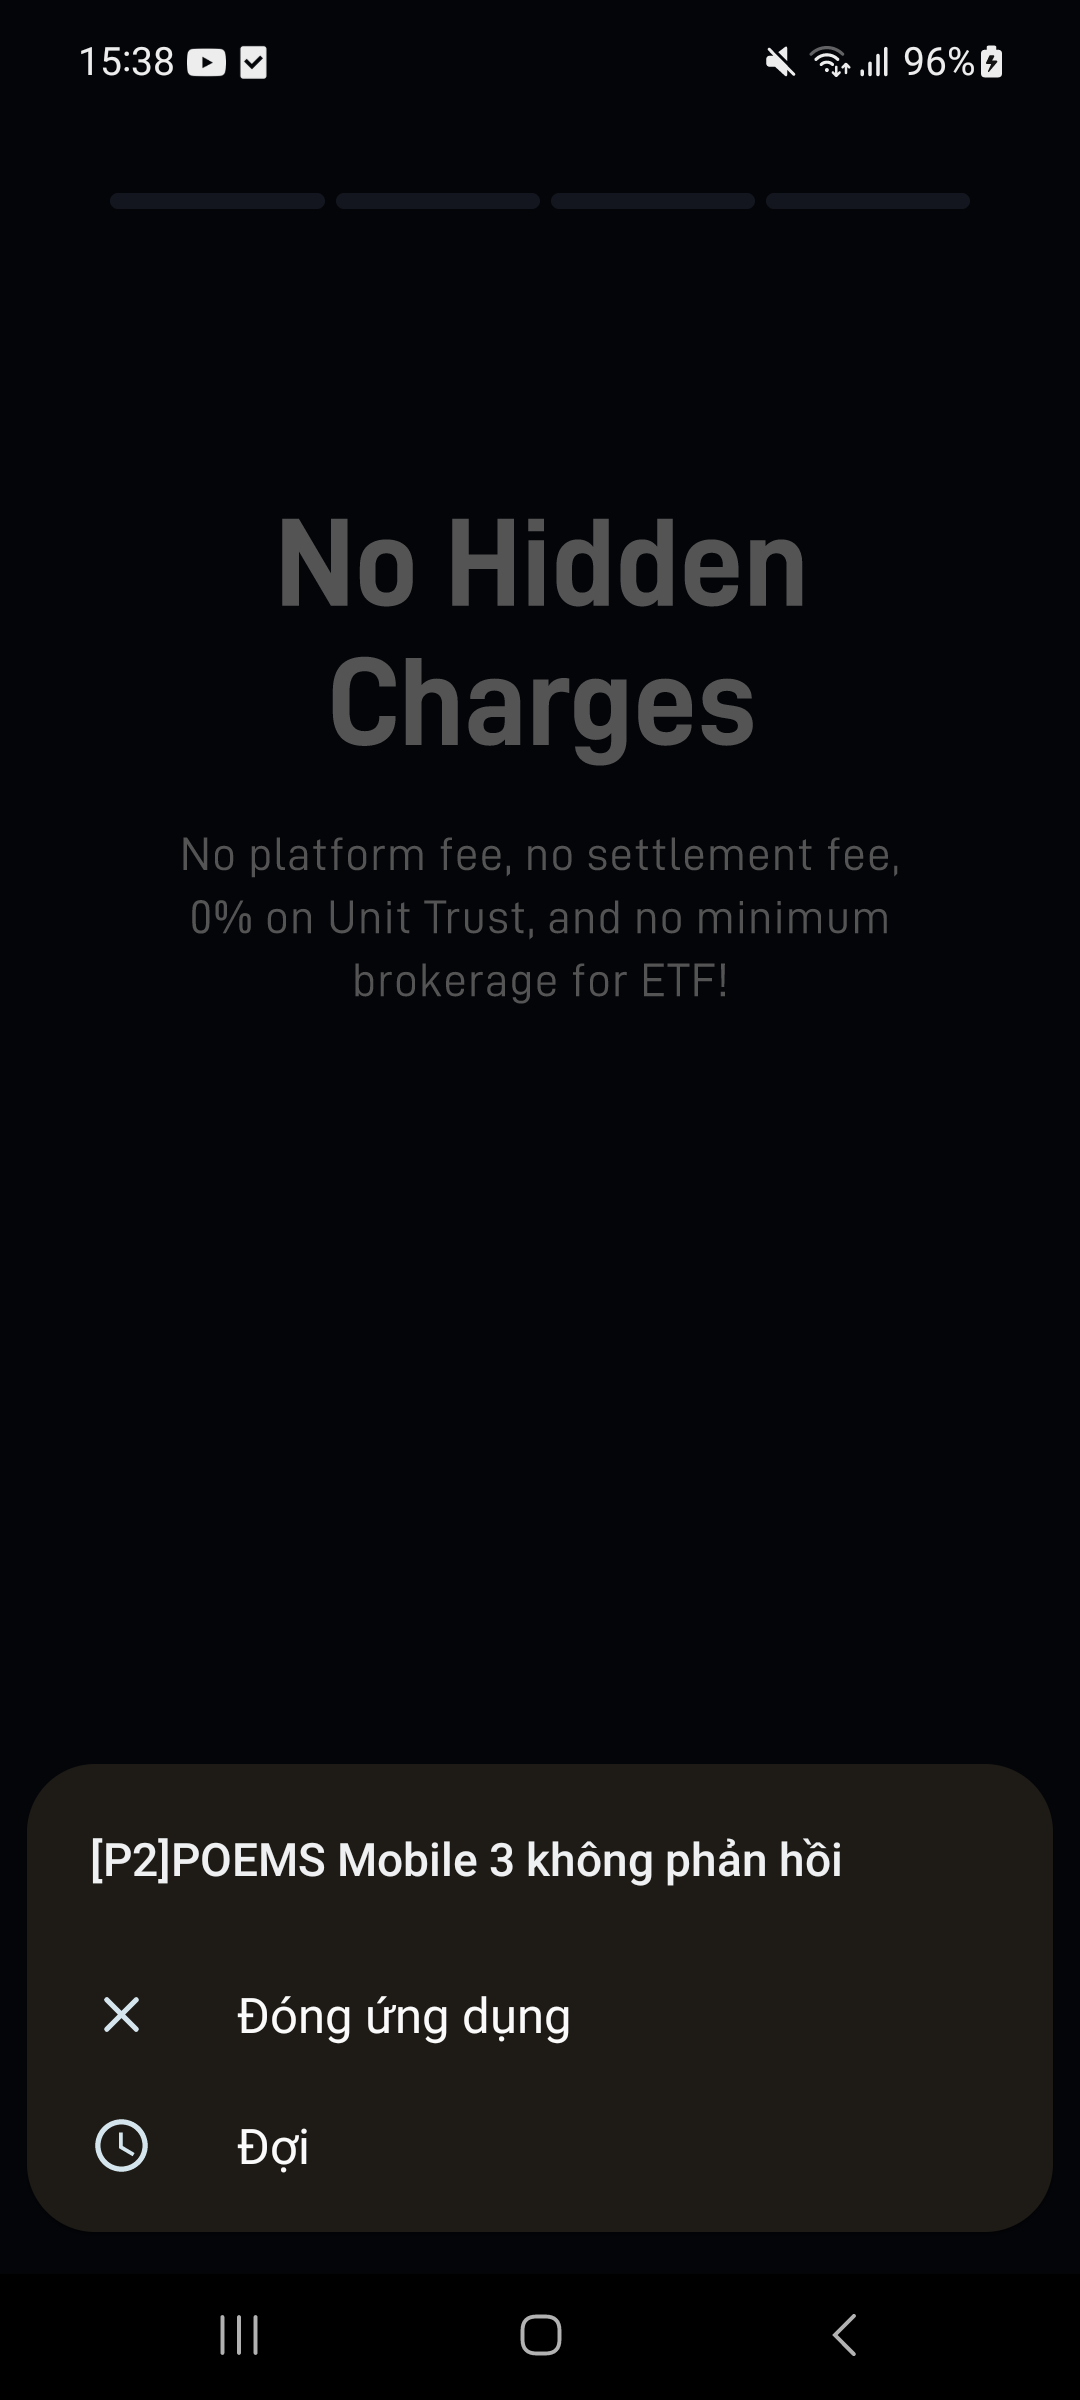 15:38
96%
No Hidden
Charges
No platform fee, no settlement fee,
0% on Unit Trust, and no minimum
brokerage for ETF!
[P2]POEMS Mobile 3 không phản hồi
Đóng ứng dụng
Đợi